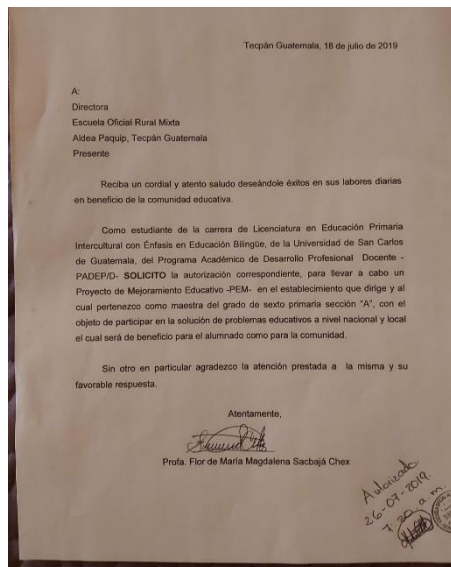 Tecpán Guatemala, 18 de julio de 2019
A:
Directora
Escuela Oficial Rural Mixta
Aldea Paquip, Tecpán Guatemala
Presente
Reciba un cordial y atento saludo deseándole éxitos en sus labores diarias
en beneficio de la comunidad educativa.
Como estudiante de la carrera de Licenciatura en Educación Primaria
Intercultural con Énfasis en Educación Bilingüe, de la Universidad de San Carlos
de Guatemala, del Programa Académico de Desarrollo Profesional Docente -
PADEP/D- SOLICITO la autorización correspondiente, para llevar a cabo un
Proyecto de Mejoramiento Educativo -PEM- en el establecimiento que dirige y al
cual pertenezco como maestra del grado de sexto primaria sección "A", con el
objeto de participar en la solución de problemas educativos a nivel nacional y local
el cual será de beneficio para el alumnado como para la comunidad.
Sin otro en particular agradezco la atención prestada a la misma y su
favorable respuesta.
Atentamente,
Profa. Flor de María Magdalena Sacbajá Chex
Autorizado
26-07-2019.
7:20 a.m.